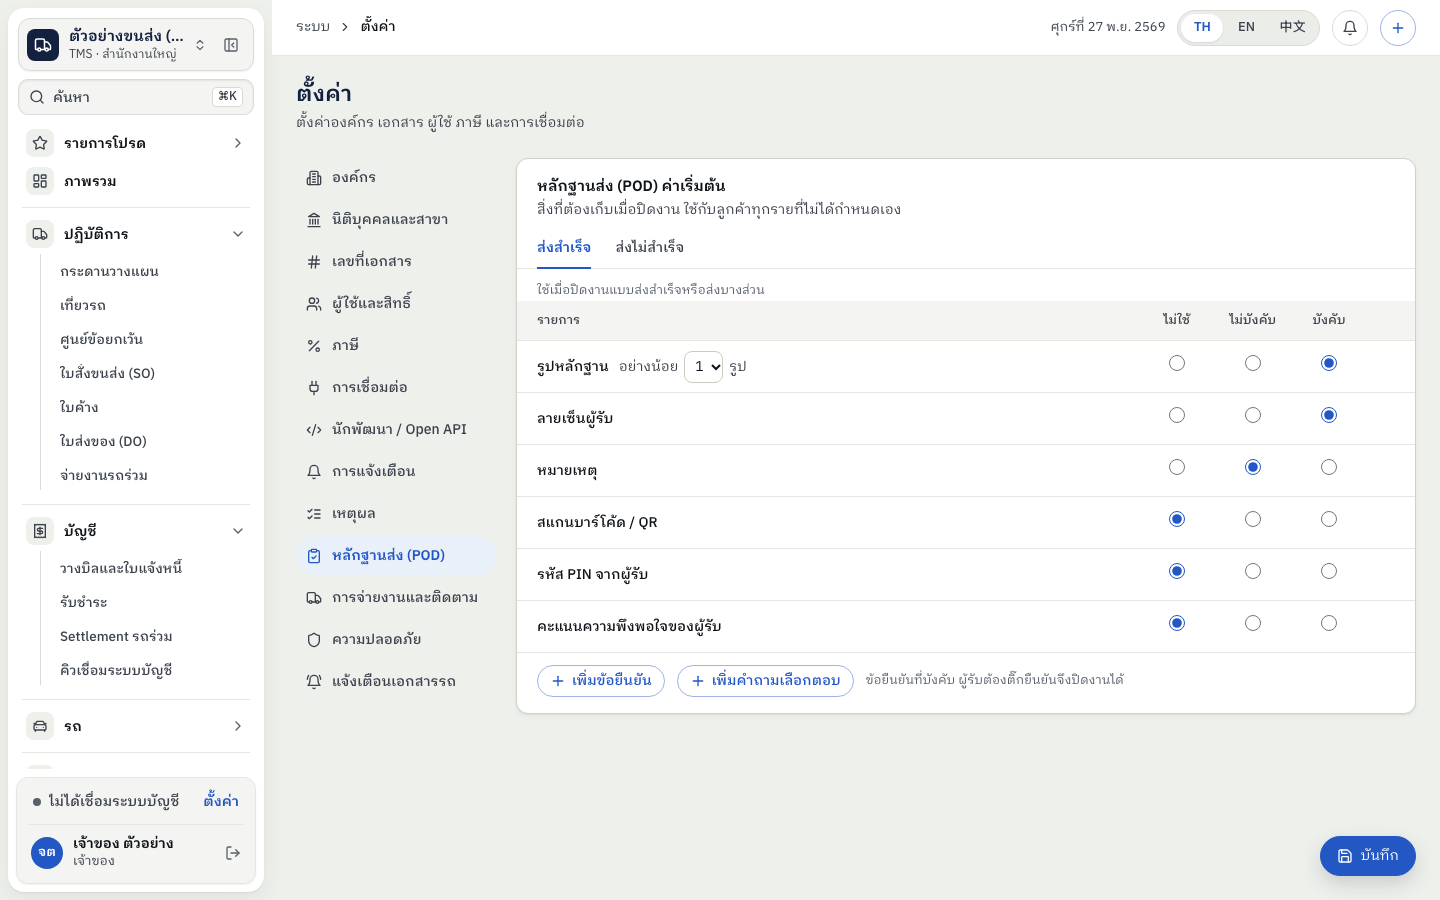 ตัวอย่างขนส่ง (...
TMS · สำนักงานใหญ่
ค้นหา
⌘K
รายการโปรด
ภาพรวม
ปฏิบัติการ
กระดานวางแผน
เที่ยวรถ
ศูนย์ข้อยกเว้น
ใบสั่งขนส่ง (SO)
ใบค้าง
ใบส่งของ (DO)
จ่ายงานรถร่วม
บัญชี
วางบิลและใบแจ้งหนี้
รับชำระ
Settlement รถร่วม
คิวเชื่อมระบบบัญชี
รถ
ไม่ได้เชื่อมระบบบัญชี
ตั้งค่า
จต
เจ้าของ ตัวอย่าง
เจ้าของ
ระบบ
ตั้งค่า
ศุกร์ที่ 27 พ.ย. 2569
TH
EN
中文
ตั้งค่า
ตั้งค่าองค์กร เอกสาร ผู้ใช้ ภาษี และการเชื่อมต่อ
องค์กร
นิติบุคคลและสาขา
เลขที่เอกสาร
ผู้ใช้และสิทธิ์
ภาษี
การเชื่อมต่อ
นักพัฒนา / Open API
การแจ้งเตือน
เหตุผล
หลักฐานส่ง (POD)
การจ่ายงานและติดตาม
ความปลอดภัย
แจ้งเตือนเอกสารรถ
หลักฐานส่ง (POD) ค่าเริ่มต้น
สิ่งที่ต้องเก็บเมื่อปิดงาน ใช้กับลูกค้าทุกรายที่ไม่ได้กำหนดเอง
ส่งสำเร็จ
ส่งไม่สำเร็จ
ใช้เมื่อปิดงานแบบส่งสำเร็จหรือส่งบางส่วน
รายการ
ไม่ใช้
ไม่บังคับ
บังคับ
รูปหลักฐาน อย่างน้อย 1 รูป
ลายเซ็นผู้รับ
หมายเหตุ
สแกนบาร์โค้ด / QR
รหัส PIN จากผู้รับ
คะแนนความพึงพอใจของผู้รับ
เพิ่มข้อยืนยัน
เพิ่มคำถามเลือกตอบ
ข้อยืนยันที่บังคับ ผู้รับต้องติ๊กยืนยันจึงปิดงานได้
บันทึก